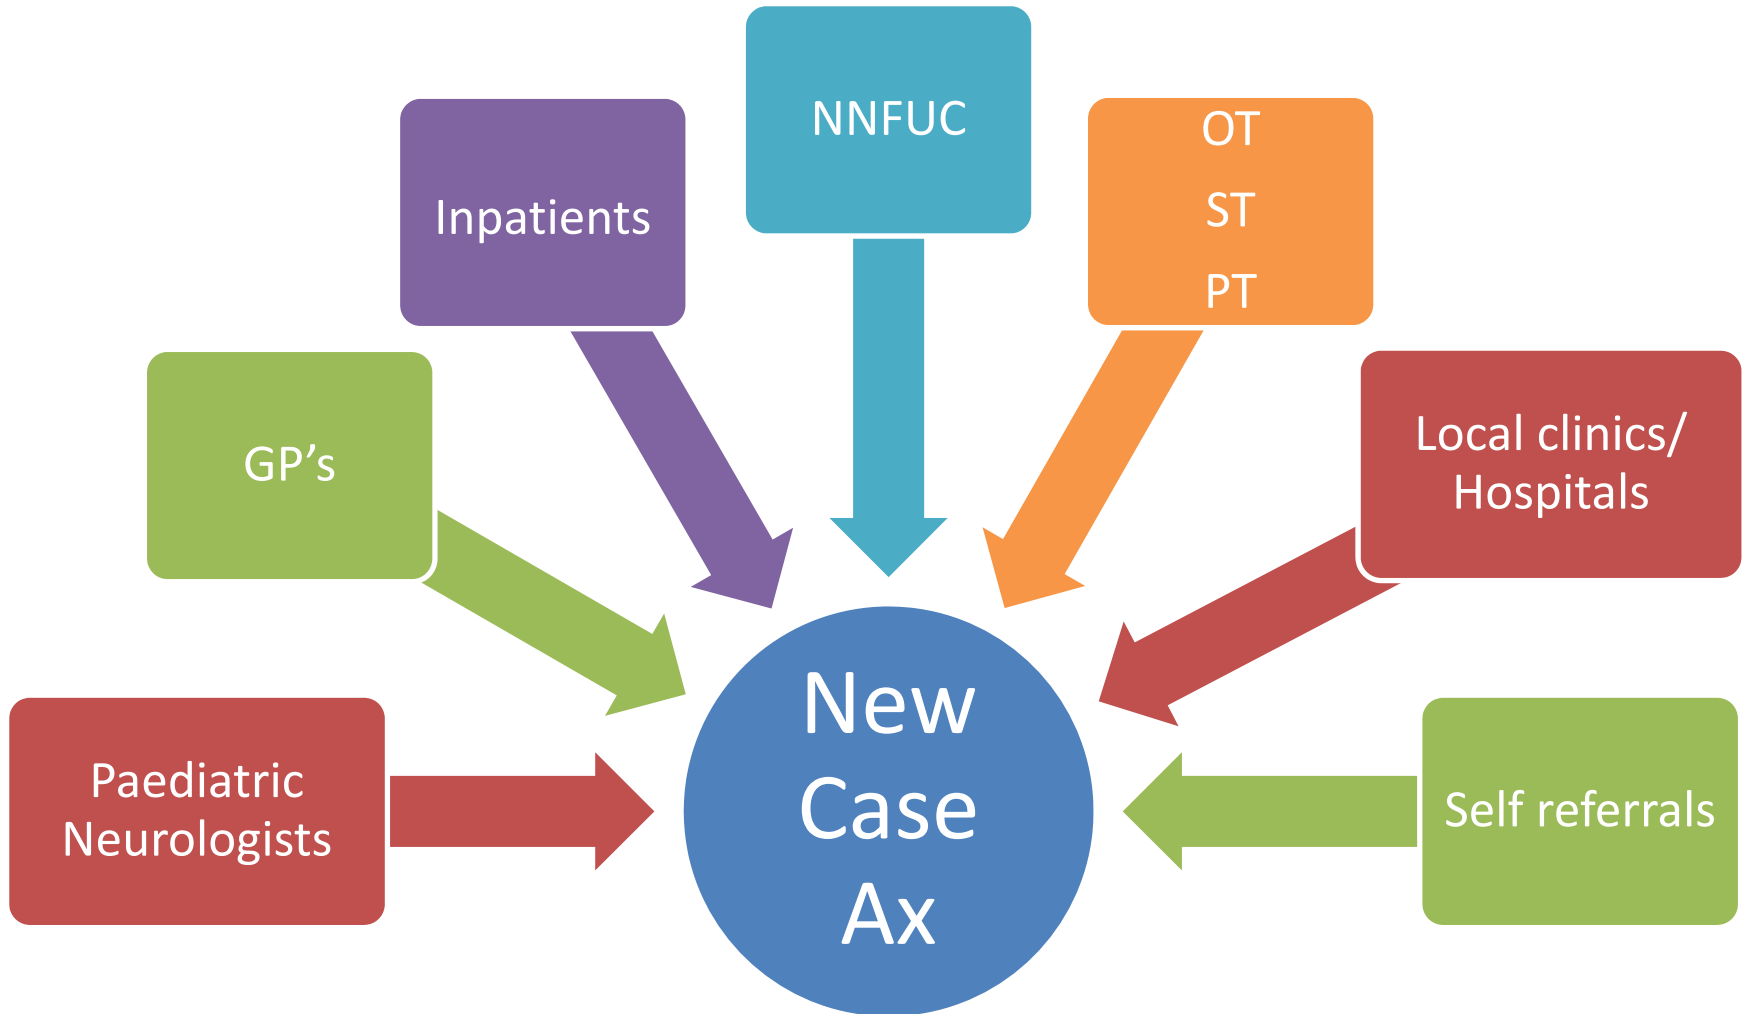 NNFUC
OT
ST
PT
Inpatients
GP’s
Local clinics/
Hospitals
Paediatric
Neurologists
New
Case
Ax
Self referrals